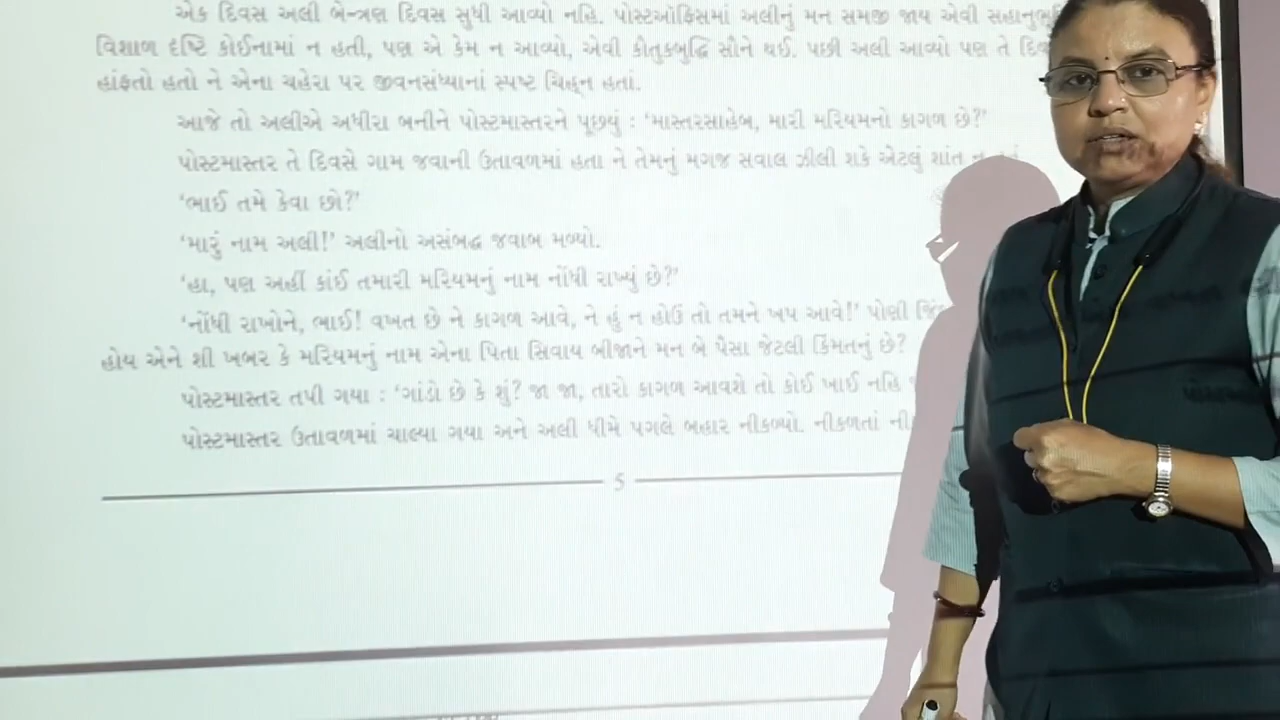 એક દિવસ અલી બે-ત્રણ દિવસ સુધી આવ્યો નહિ. પોસ્ટઑફિસમાં અલીનું મન સમજી જાય એવી
વિશાળ દૃષ્ટિ કોઈનામાં ન હતી, પણ એ કેમ ન આવ્યો, એવી કૌતુકબુદ્ધિ સૌને થઈ. પછી અલી આવ્યો પણ તે
હાંફતો હતો ને એના ચહેરા પર જીવનસંધ્યાનાં સ્પષ્ટ ચિહ્ન હતાં.
આજે તો અલીએ અધીરા બનીને પોસ્ટમાસ્તરને પૂછ્યું : ‘માસ્તરસાહેબ, મારી મરિયમનો કાગળ છે?’
પોસ્ટમાસ્તર તે દિવસે ગામ જવાની ઉતાવળમાં હતા ને તેમનું મગજ સવાલ ઝીલી શકે એટલું શાંત
‘ભાઈ તમે કેવા છો?’
‘મારું નામ અલી!’ અલીનો અસંબદ્ધ જવાબ મળ્યો.
‘હા, પણ અહીં કાંઈ તમારી મરિયમનું નામ નોંધી રાખ્યું છે?’
‘નોંધી રાખોને, ભાઈ! વખત છે ને કાગળ આવે, ને હું ન હોઉં તો તમને ખપ આવે!’ પોણી
હોય એને શી ખબર કે મરિયમનું નામ એના પિતા સિવાય બીજાને મન બે પૈસા જેટલી કિંમતનું છે?
પોસ્ટમાસ્તર તપી ગયા : ‘ગાંડો છે કે શું? જા જા, તારો કાગળ આવશે તો કોઈ ખાઈ નહિ
પોસ્ટમાસ્તર ઉતાવળમાં ચાલ્યા ગયા અને અલી ધીમે પગલે બહાર નીકળ્યો. નીકળતાં
5